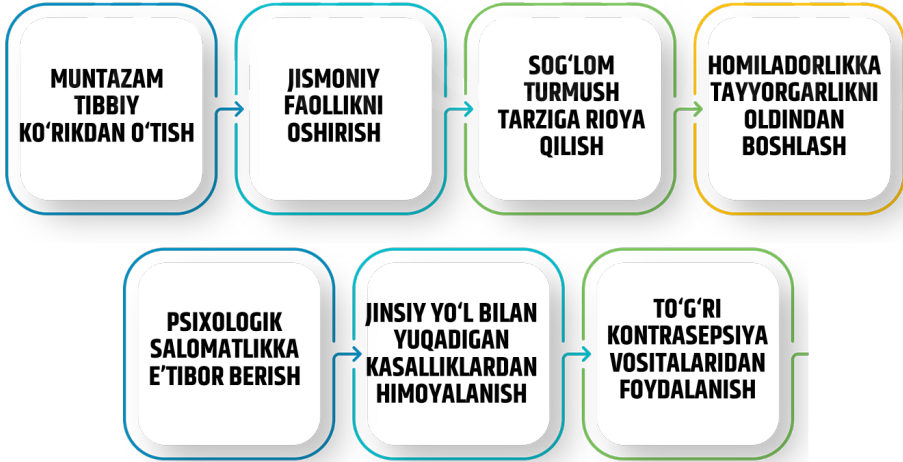 MUNTAZAM
TIBBIY
KO‘RIKDAN O‘TISH
JISMONIY
FAOLLIKNI
OSHIRISH
SOG‘LOM
TURMUSH
TARZIGA RIOYA
QILISH
HOMILADORLIKKA
TAYYORGARLIKNI
OLDINDAN
BOSHLASH
PSIXOLOGIK
SALOMATLIKKA
E’TIBOR BERISH
JINSIY YO‘L BILAN
YUQADIGAN
KASALLIKLARDAN
HIMOYALANISH
TO‘G‘RI
KONTRASEPSIYA
VOSITALARIDAN
FOYDALANISH